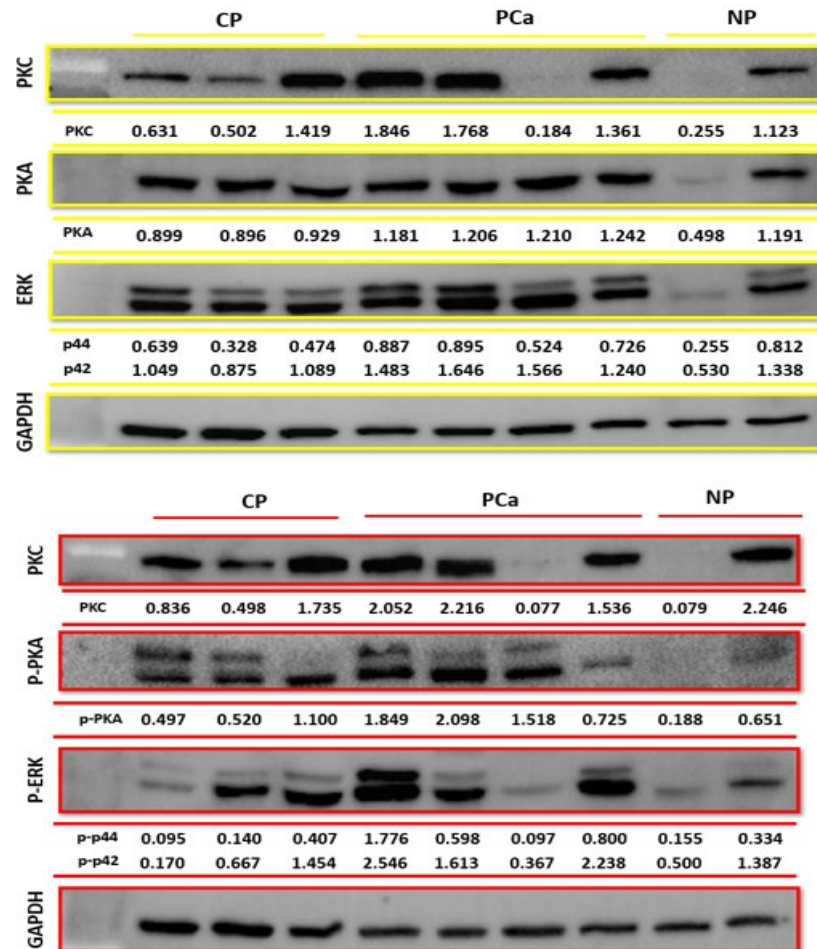 CP PCa NP
PKC
PKC 0.631 0.502 1.419 1.846 1.768 0.184 1.361 0.255 1.123
PKA
PKA 0.899 0.896 0.929 1.181 1.206 1.210 1.242 0.498 1.191
ERK
p44 0.639 0.328 0.474 0.887 0.895 0.524 0.726 0.255 0.812
p42 1.049 0.875 1.089 1.483 1.646 1.566 1.240 0.530 1.338
GAPDH
CP PCa NP
PKC
PKC 0.836 0.498 1.735 2.052 2.216 0.077 1.536 0.079 2.246
P-PKA
p-PKA 0.497 0.520 1.100 1.849 2.098 1.518 0.725 0.188 0.651
P-ERK
p-p44 0.095 0.140 0.407 1.776 0.598 0.097 0.800 0.155 0.334
p-p42 0.170 0.667 1.454 2.546 1.613 0.367 2.238 0.500 1.387
GAPDH